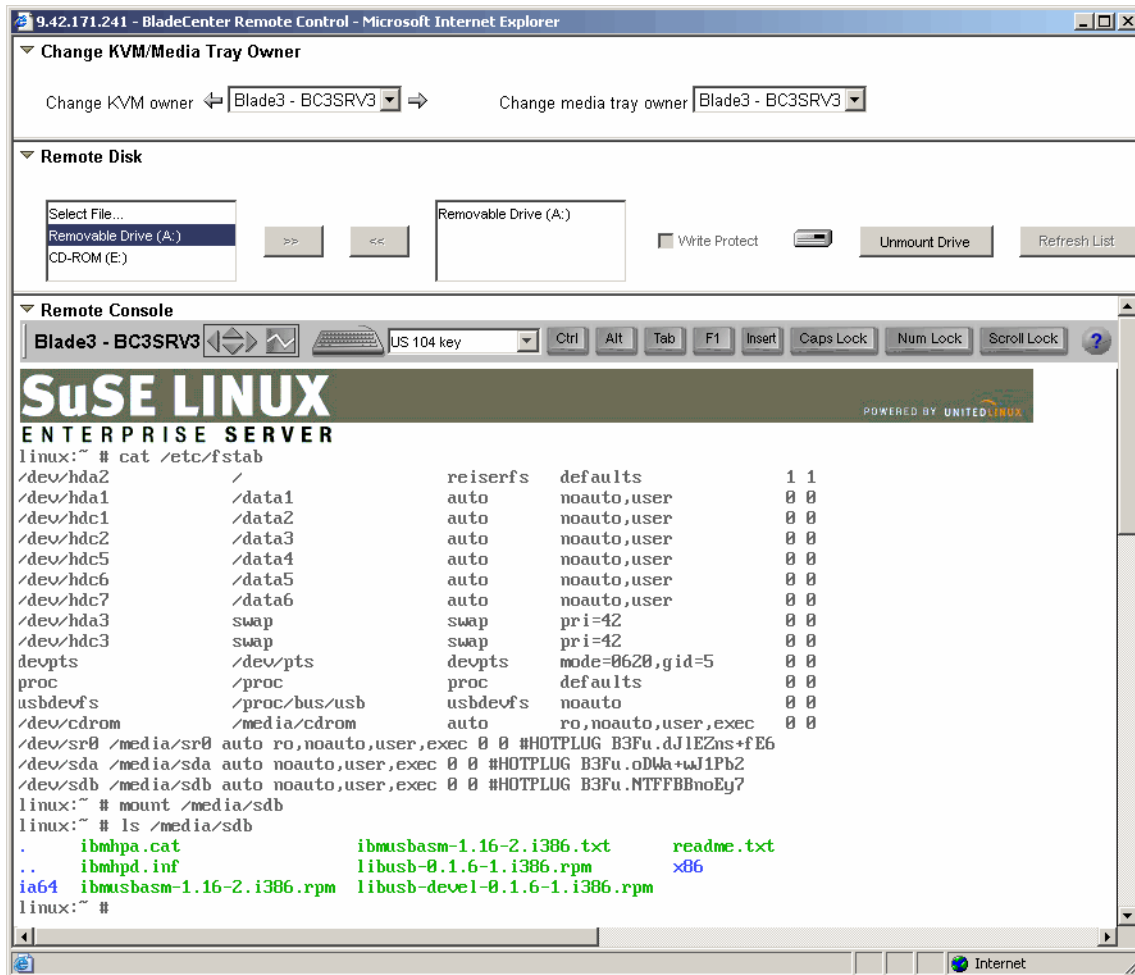 9.42.171.241 - BladeCenter Remote Control - Microsoft Internet Explorer
Change KVM/Media Tray Owner
Change KVM owner Blade3 - BC3SRV3 Change media tray owner Blade3 - BC3SRV3
Remote Disk
Select File...
Removable Drive (A:)
CD-ROM (E:)
>> <<
Removable Drive (A:)
Write Protect Unmount Drive Refresh List
Remote Console
Blade3 - BC3SRV3 US 104 key Ctrl Alt Tab F1 Insert Caps Lock Num Lock Scroll Lock ?
SuSE LINUX
POWERED BY UNITEDLINUX
ENTERPRISE SERVER
linux:~ # cat /etc/fstab
/dev/hda2 / reiserfs defaults 1 1
/dev/hda1 /data1 auto noauto,user 0 0
/dev/hdc1 /data2 auto noauto,user 0 0
/dev/hdc2 /data3 auto noauto,user 0 0
/dev/hdc5 /data4 auto noauto,user 0 0
/dev/hdc6 /data5 auto noauto,user 0 0
/dev/hdc7 /data6 auto noauto,user 0 0
/dev/hda3 swap swap pri=42 0 0
/dev/hdc3 swap swap pri=42 0 0
devpts /dev/pts devpts mode=0620,gid=5 0 0
proc /proc proc defaults 0 0
usbdevfs /proc/bus/usb usbdevfs noauto 0 0
/dev/cdrom /media/cdrom auto ro,noauto,user,exec 0 0
/dev/sr0 /media/sr0 auto ro,noauto,user,exec 0 0 #HOTPLUG B3Fu.dJlEZns+fE6
/dev/sda /media/sda auto noauto,user,exec 0 0 #HOTPLUG B3Fu.oDWa+wJ1Pb2
/dev/sdb /media/sdb auto noauto,user,exec 0 0 #HOTPLUG B3Fu.NTFFBBnoEy7
linux:~ # mount /media/sdb
linux:~ # ls /media/sdb
. ibmhpa.cat ibmusbasm-1.16-2.i386.txt readme.txt
.. ibmhpd.inf libusb-0.1.6-1.i386.rpm x86
ia64 ibmusbasm-1.16-2.i386.rpm libusb-devel-0.1.6-1.i386.rpm
linux:~ #
Internet